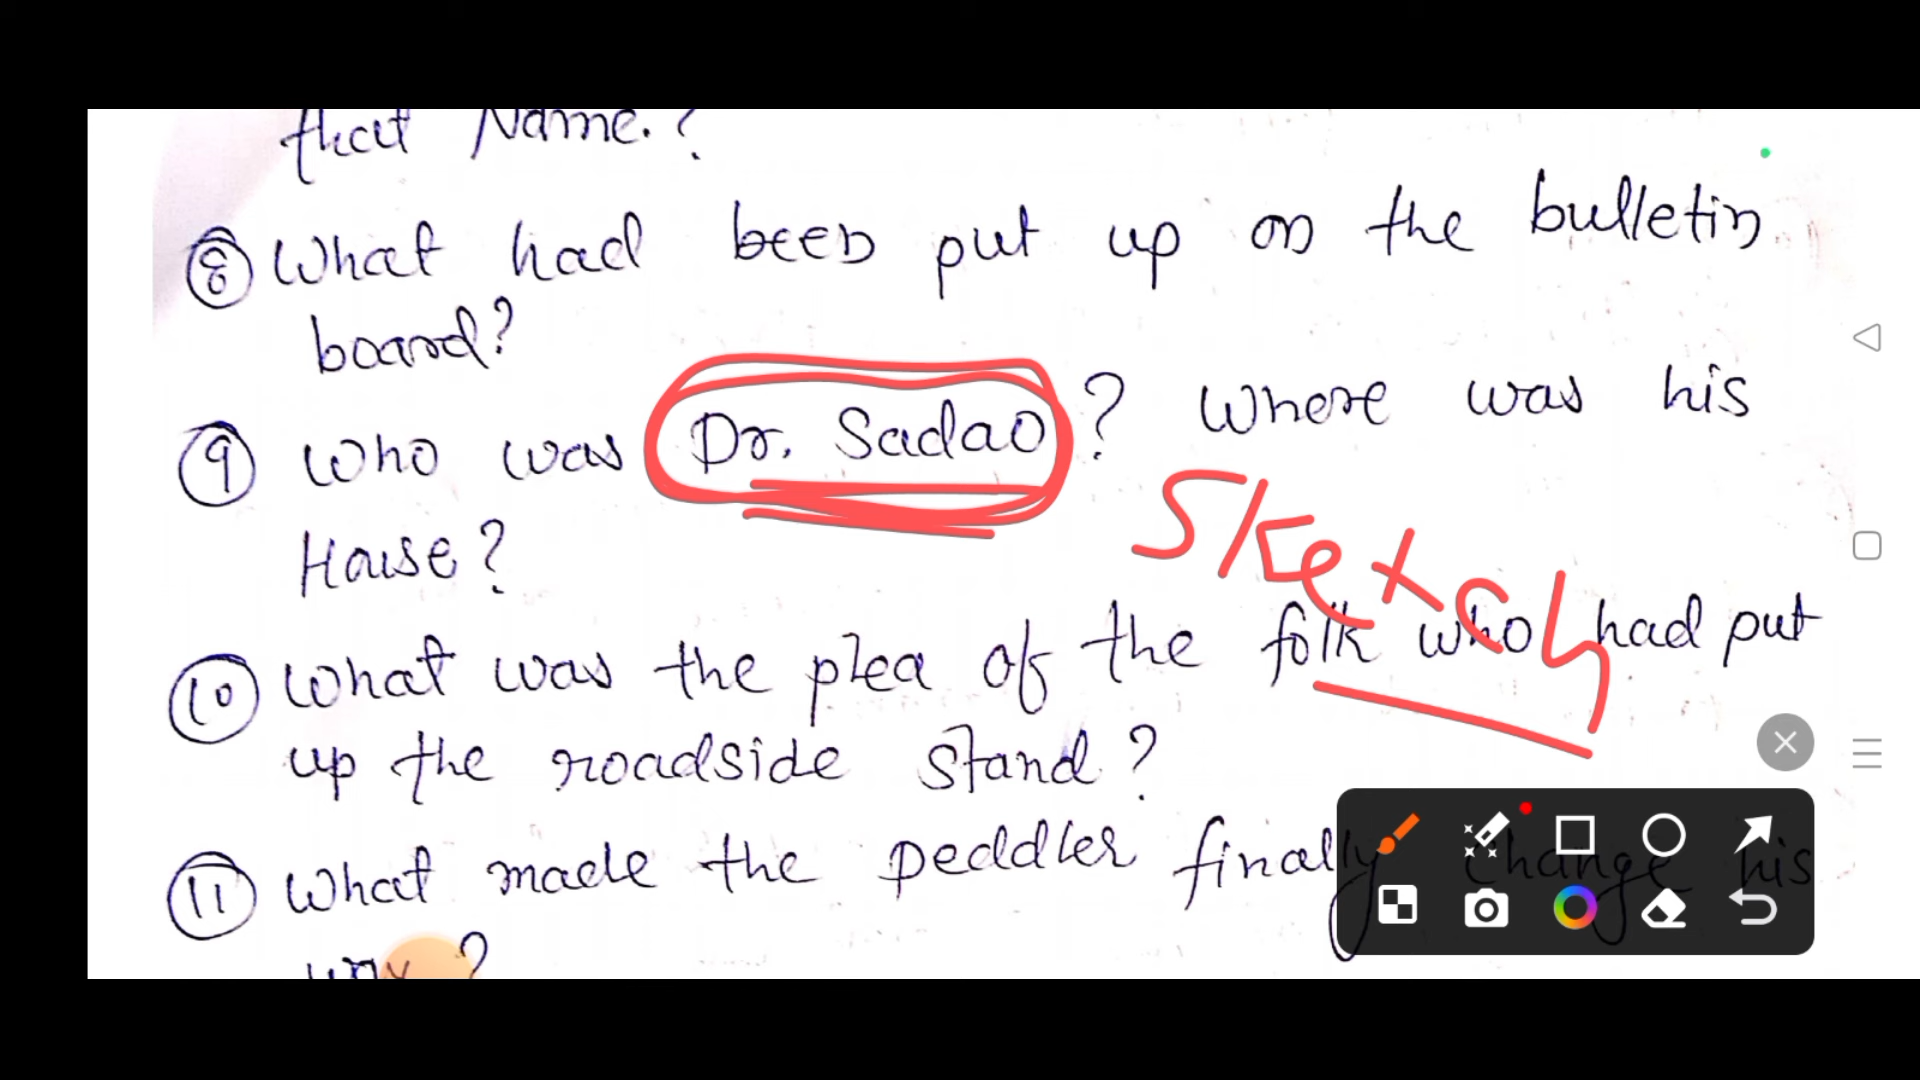 that Name.?
⑧ What had been put up on the bulletin
board?
⑨ Who was Dr. Sadao? Where was his
House?
Sketch
⑩ What was the plea of the folk who had put
up the roadside stand?
⑪ What made the peddler finally change his
way?